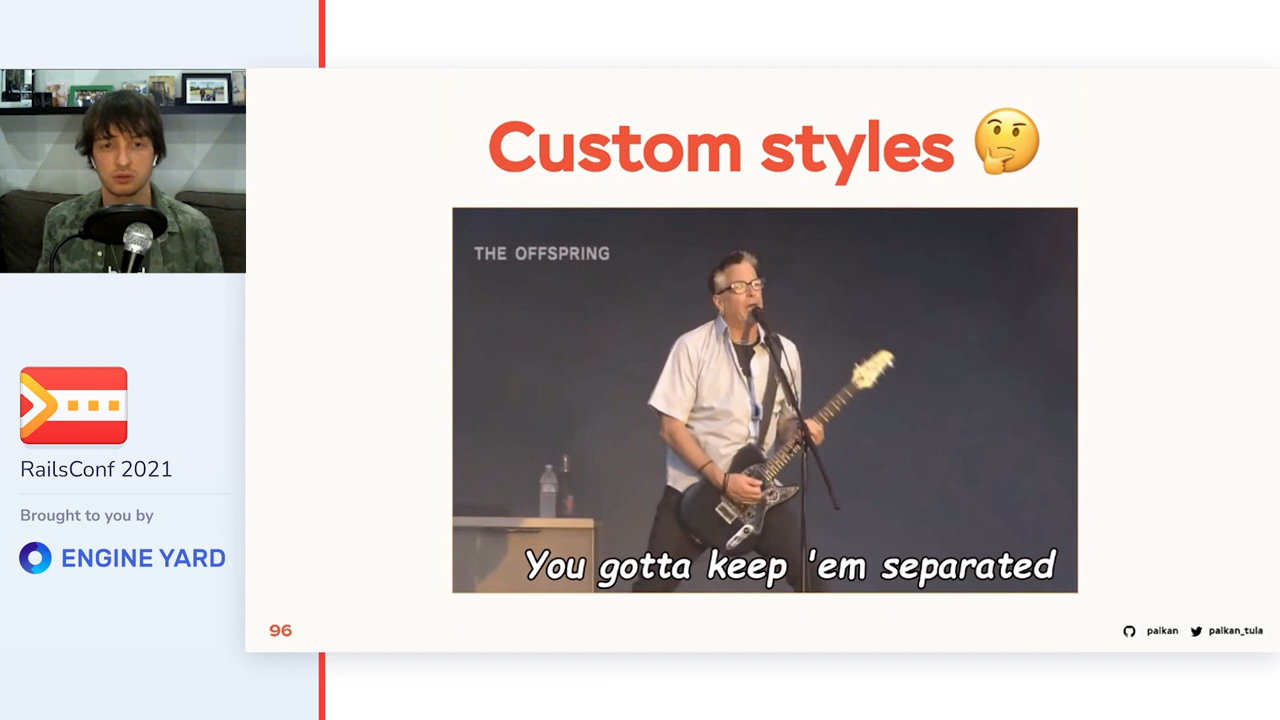 Custom styles 🤔
THE OFFSPRING
You gotta keep 'em separated
RailsConf 2021
Brought to you by
ENGINE YARD
96
palkan palkan_tula